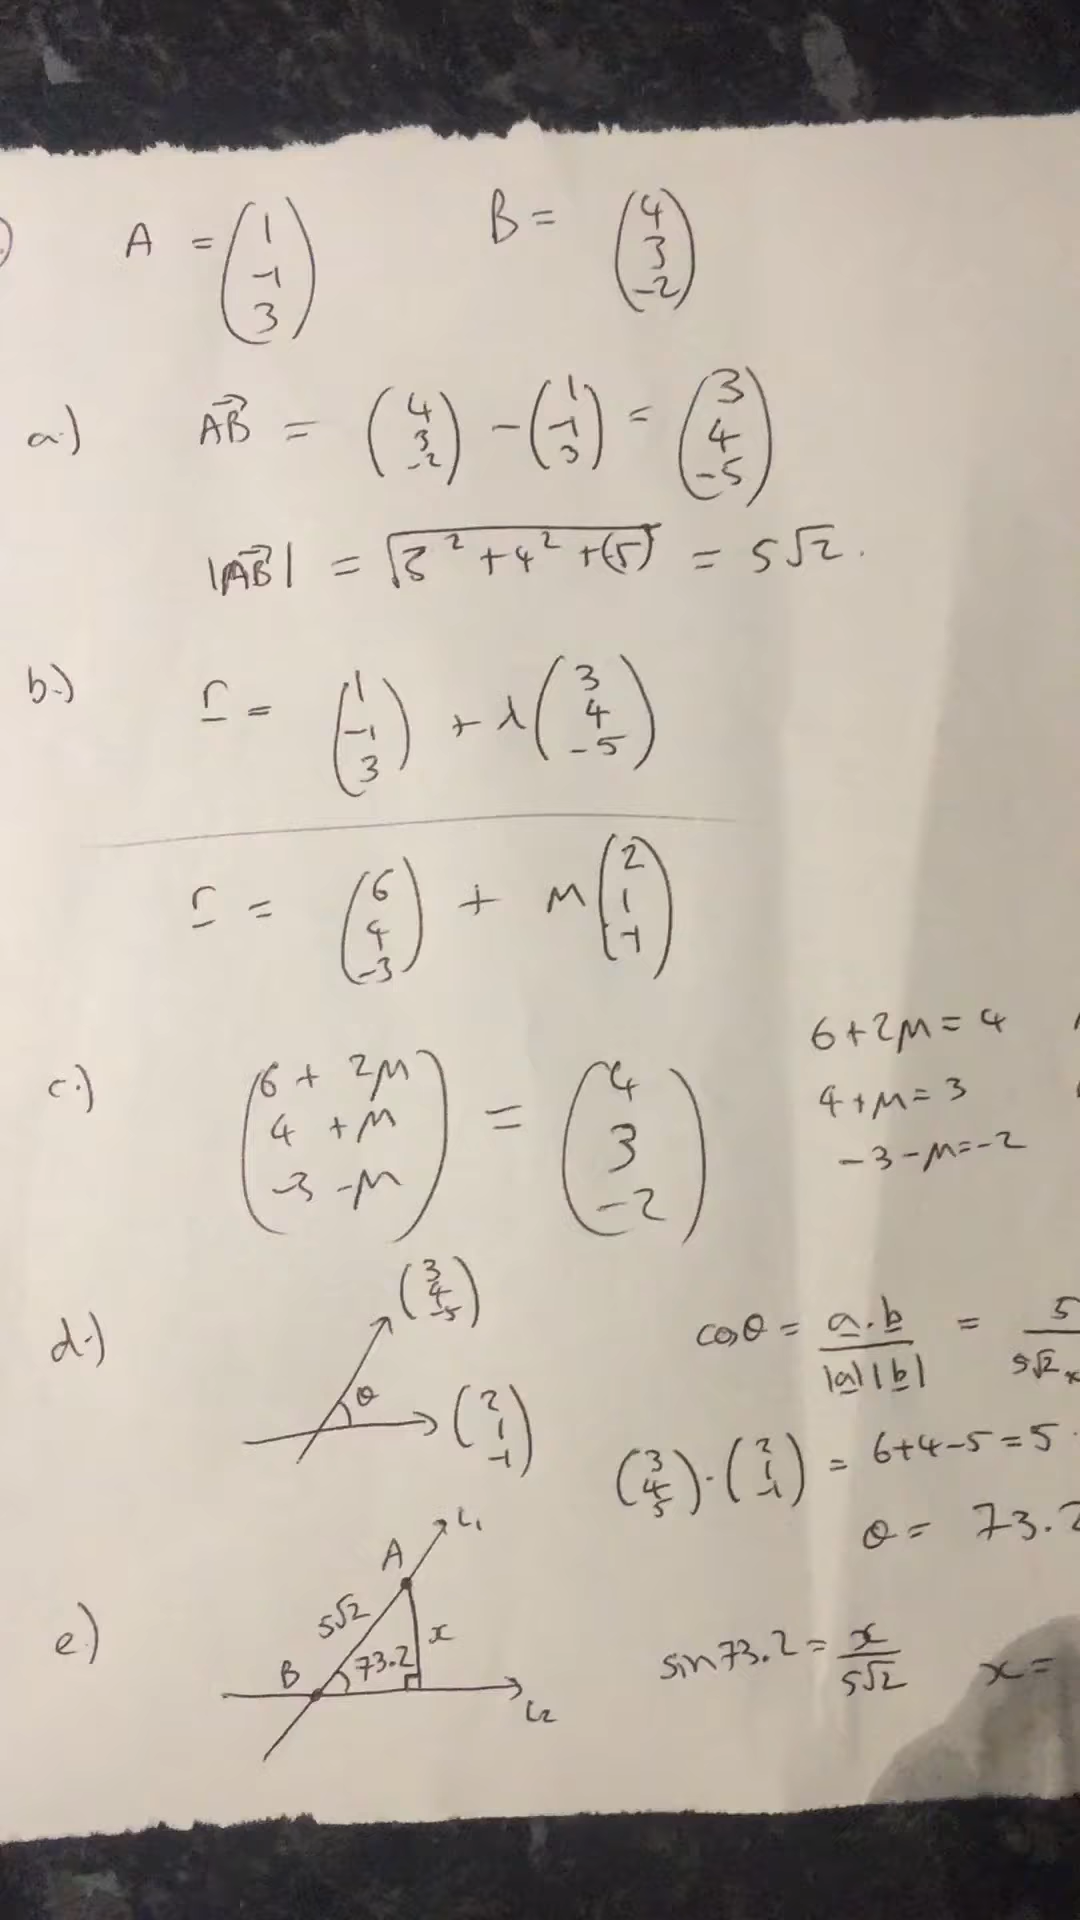 A = (1 -1 3) B = (4 3 -2)
a.) AB = (4 3 -2) - (1 -1 3) = (3 4 -5)
|AB| = √3² + 4² + (5)² = 5√2.
b.) r = (1 -1 3) + λ(3 4 -5)
r = (6 4 -3) + μ(2 1 -1)
c.) (6 + 2μ 4 + μ -3 - μ) = (4 3 -2)
6 + 2μ = 4
4 + μ = 3
-3 - μ = -2
d.) (3 4 -5)
θ
(2 1 -1)
cosθ = a.b / |a||b| = 5 / 5√2 x
(3 4 5) . (2 1 -1) = 6+4-5 = 5
θ = 73.2
e.) A L1
5√2 x
B 73.2
L2
sin73.2 = x / 5√2 x =